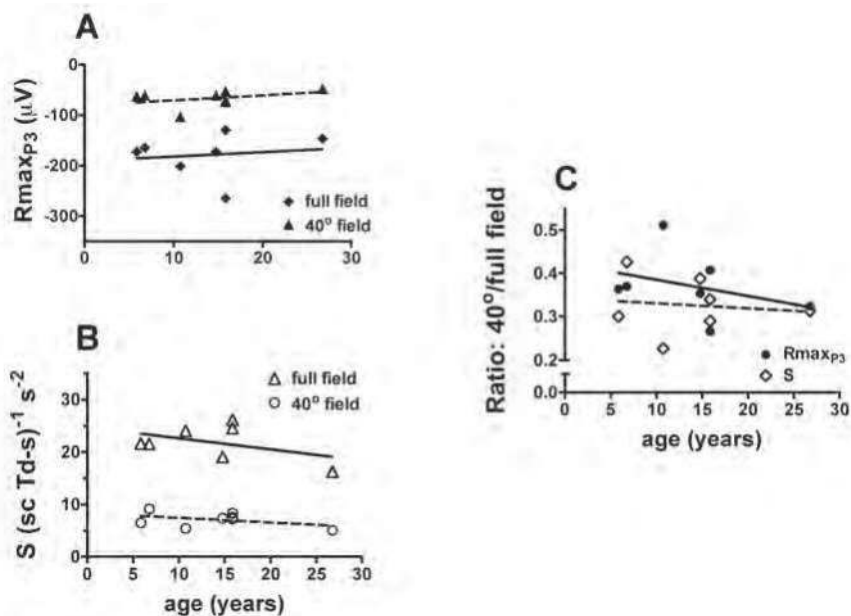 A
0
-100
-200
-300
Rmax_P3 (μV)
0 10 20 30
◆ full field
▲ 40° field
B
30
20
10
0
S (sc Td-s)⁻¹ s⁻²
△ full field
○ 40° field
0 5 10 15 20 25 30
age (years)
C
0.5
0.4
0.3
0.2
0.0
Ratio: 40°/full field
● Rmax_P3
◇ S
0 5 10 15 20 25 30
age (years)